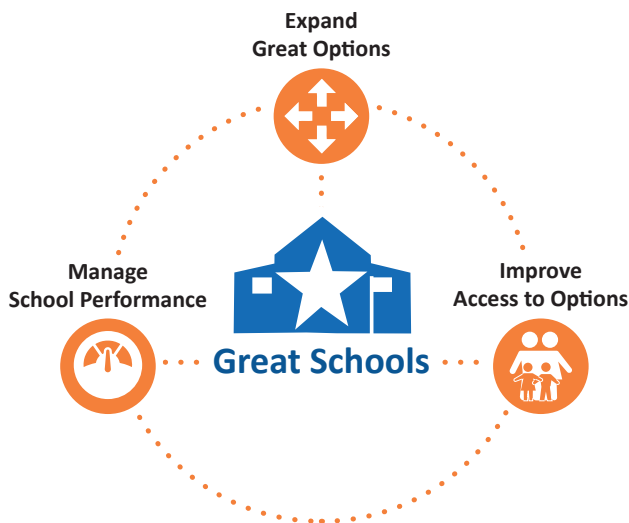 Expand
Great Options
Manage
School Performance
Improve
Access to Options
Great Schools